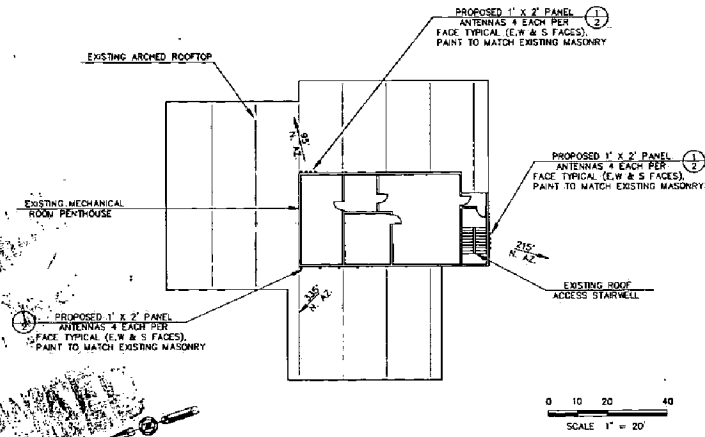 PROPOSED 1' X 2' PANEL
ANTENNAS 4 EACH PER
FACE TYPICAL (E,W & S FACES),
PAINT TO MATCH EXISTING MASONRY
1
2
EXISTING ARCHED ROOFTOP
95'
N. AZ.
PROPOSED 1' X 2' PANEL
ANTENNAS 4 EACH PER
FACE TYPICAL (E,W & S FACES),
PAINT TO MATCH EXISTING MASONRY
1
2
EXISTING MECHANICAL
ROOM PENTHOUSE
215'
N. AZ.
EXISTING ROOF
ACCESS STAIRWELL
335'
N. AZ.
PROPOSED 1' X 2' PANEL
ANTENNAS 4 EACH PER
FACE TYPICAL (E,W & S FACES),
PAINT TO MATCH EXISTING MASONRY
0 10 20 40
SCALE 1" = 20'